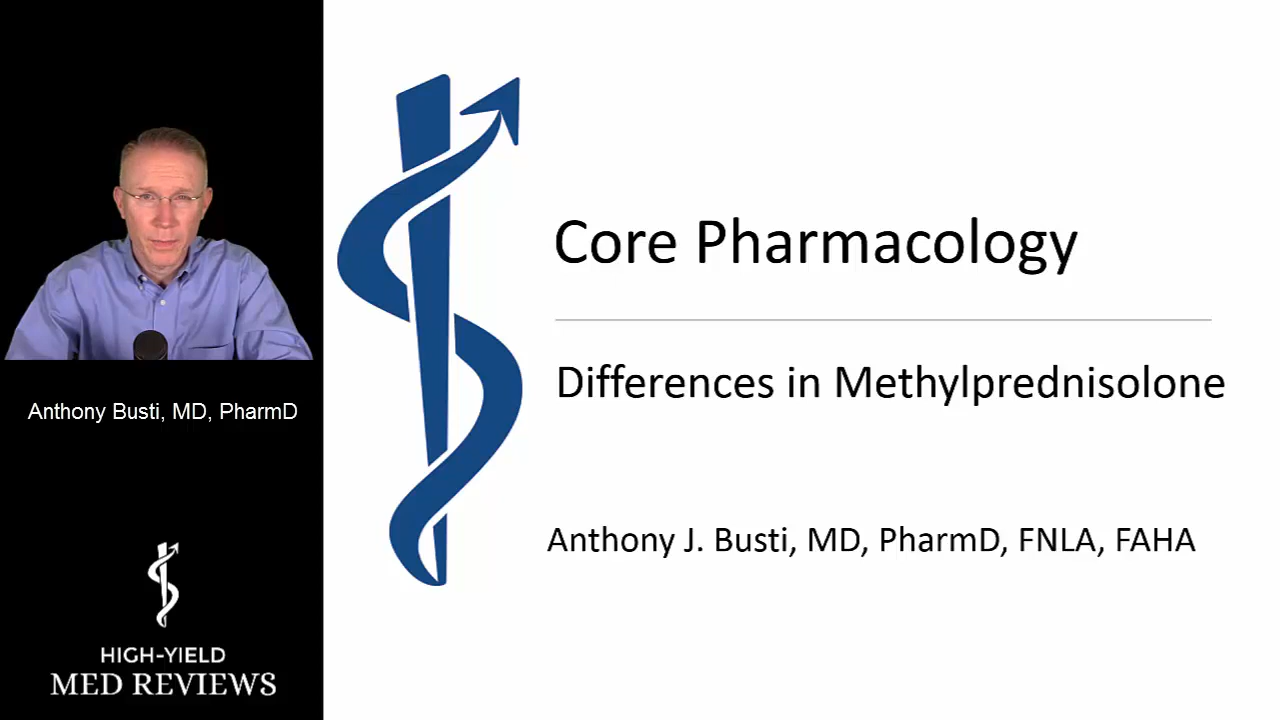 Core Pharmacology
Differences in Methylprednisolone
Anthony J. Busti, MD, PharmD, FNLA, FAHA
Anthony Busti, MD, PharmD
HIGH-YIELD
MED REVIEWS